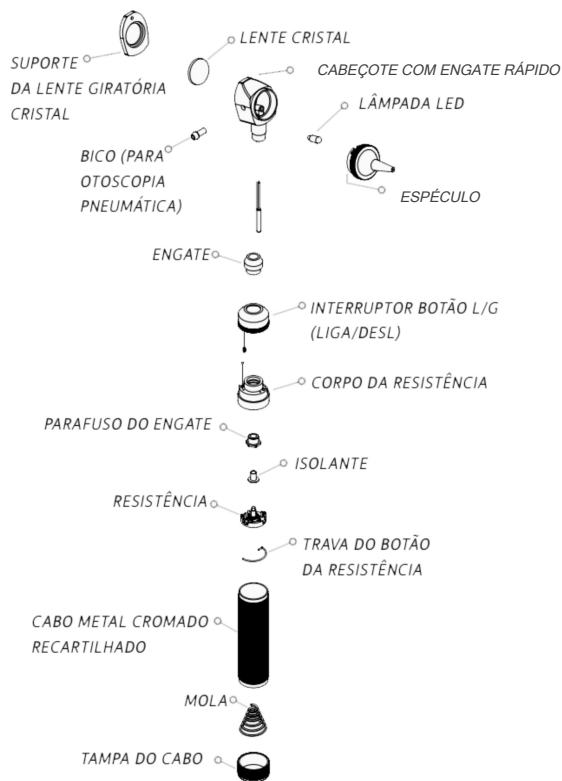 LENTE CRISTAL
SUPORTE
DA LENTE GIRATÓRIA
CRISTAL
CABEÇOTE COM ENGATE RÁPIDO
LÂMPADA LED
BICO (PARA
OTOSCOPIA
PNEUMÁTICA)
ESPÉCULO
ENGATE
INTERRUPTOR BOTÃO L/G
(LIGA/DESL)
CORPO DA RESISTÊNCIA
PARAFUSO DO ENGATE
ISOLANTE
RESISTÊNCIA
TRAVA DO BOTÃO
DA RESISTÊNCIA
CABO METAL CROMADO
RECARTILHADO
MOLA
TAMPA DO CABO